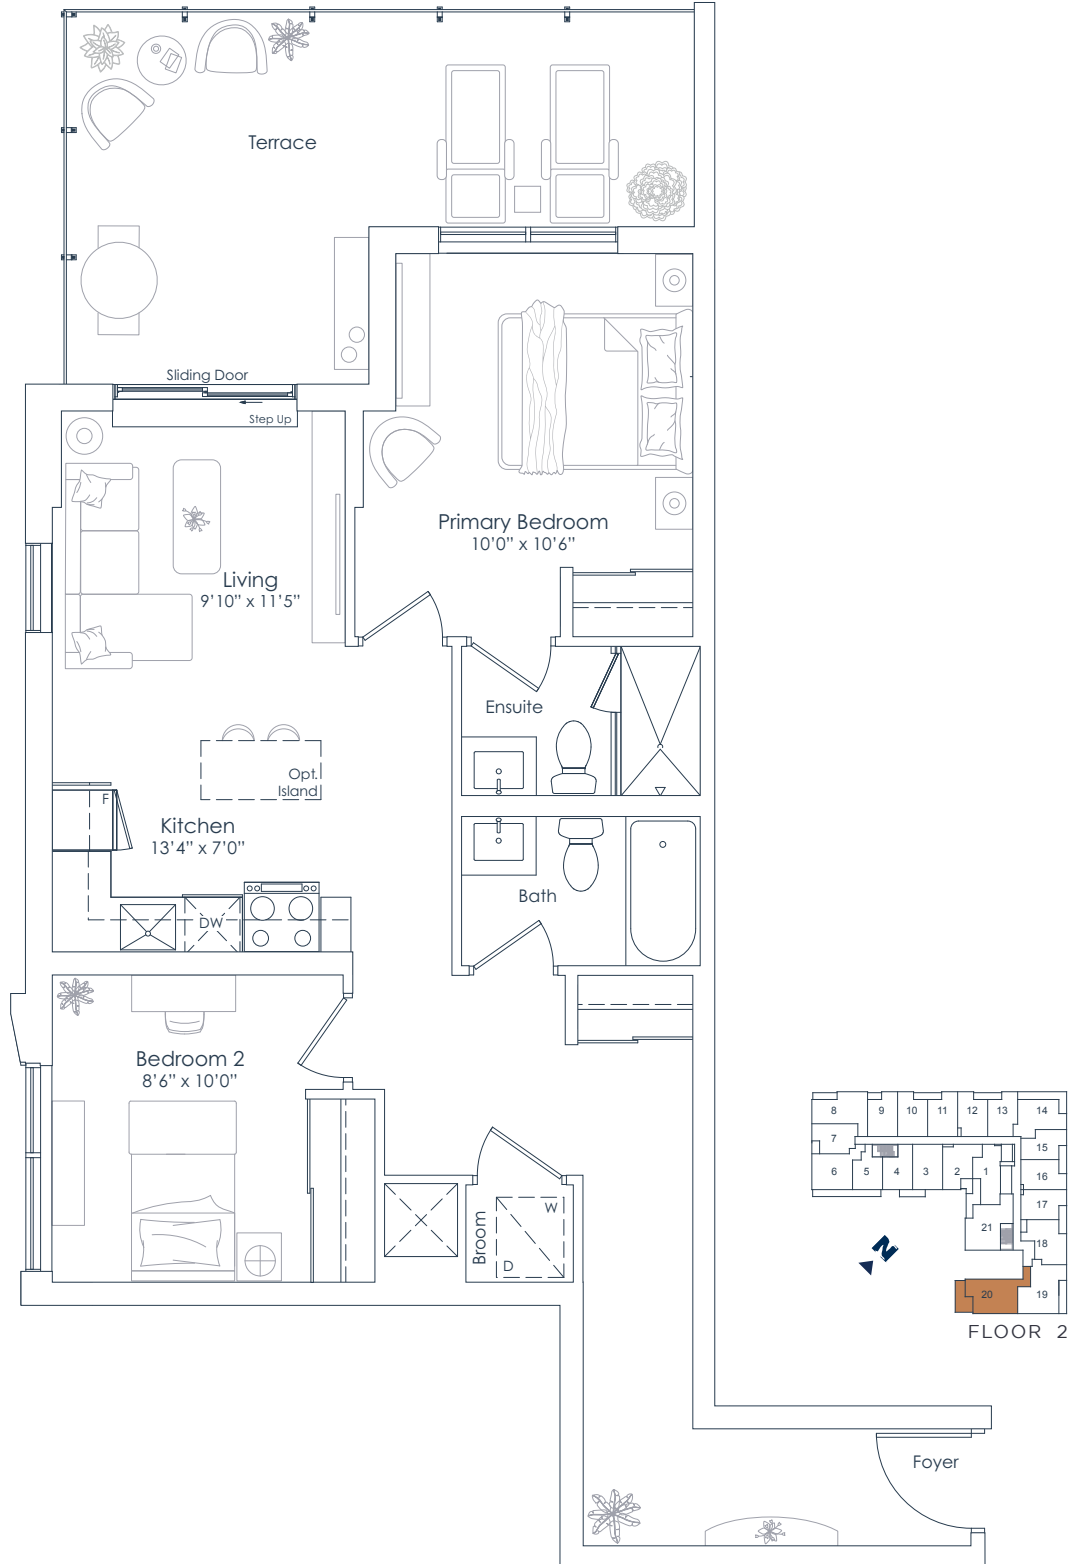 Terrace
Sliding Door
Step Up
Primary Bedroom
10'0" x 10'6"
Living
9'10" x 11'5"
Ensuite
Opt.
Island
F
Kitchen
13'4" x 7'0"
Bath
DW
Bedroom 2
8'6" x 10'0"
Broom
W
D
8 9 10 11 12 13 14
7
15
6 5 4 3 2 1
16
17
21
18
N
20 19
FLOOR 2
Foyer